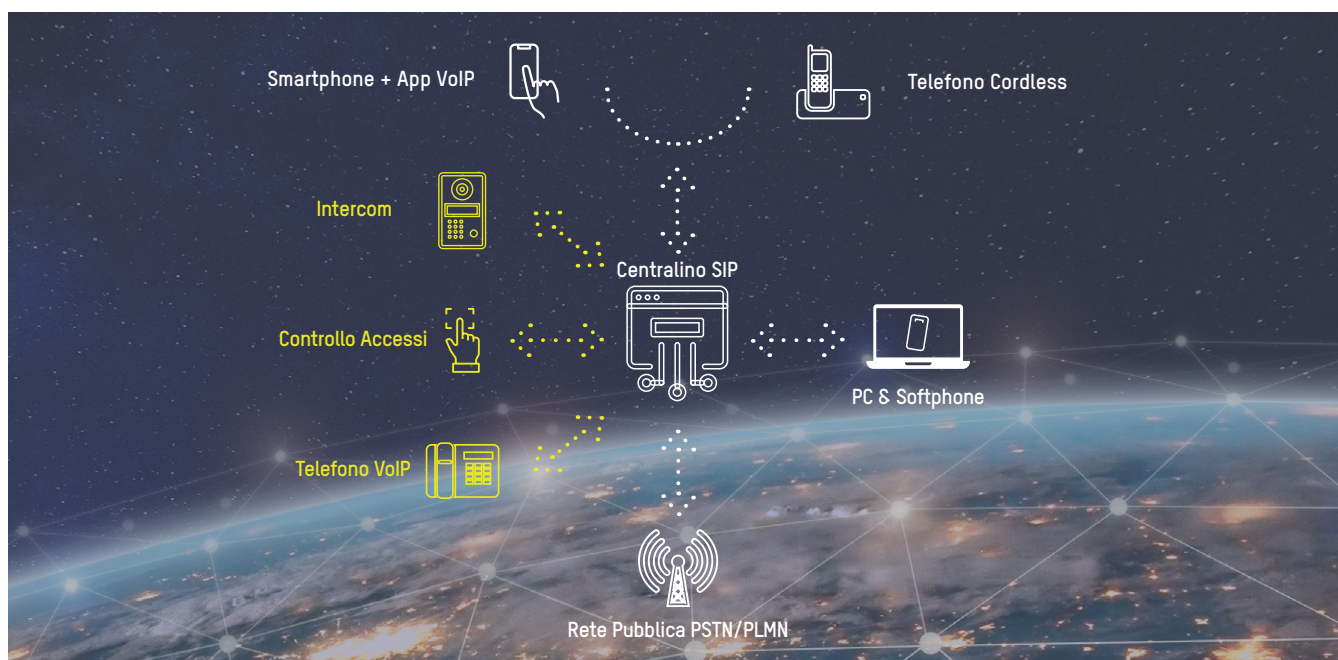 Smartphone + App VoIP
Telefono Cordless
Intercom
Centralino SIP
Controllo Accessi
PC & Softphone
Telefono VoIP
Rete Pubblica PSTN/PLMN